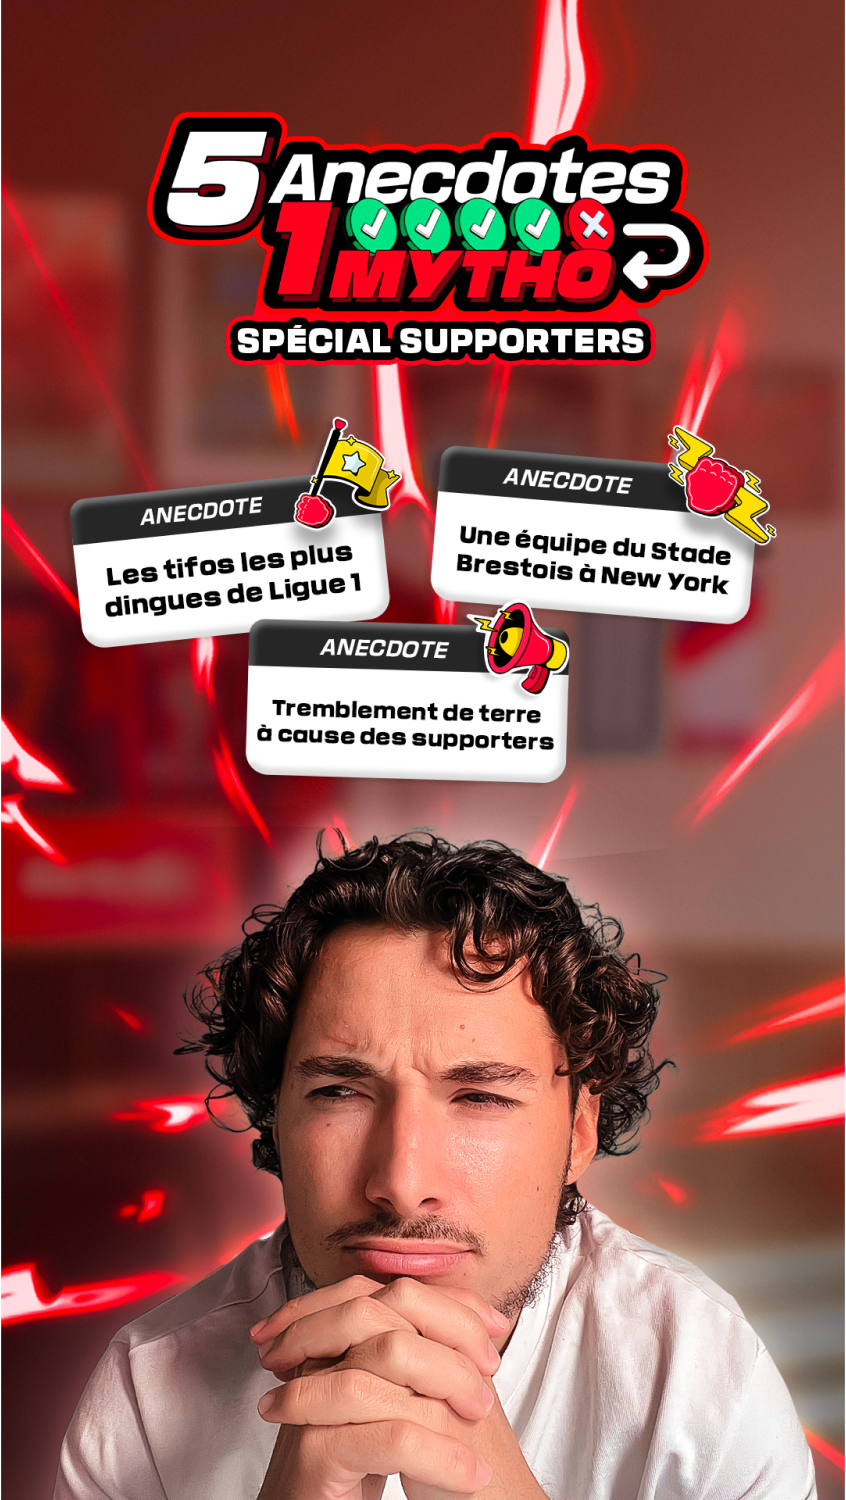 5 Anecdotes
1 MYTHO
SPÉCIAL SUPPORTERS
ANECDOTE
Les tifos les plus
dingues de Ligue 1
ANECDOTE
Une équipe du Stade
Brestois à New York
ANECDOTE
Tremblement de terre
à cause des supporters